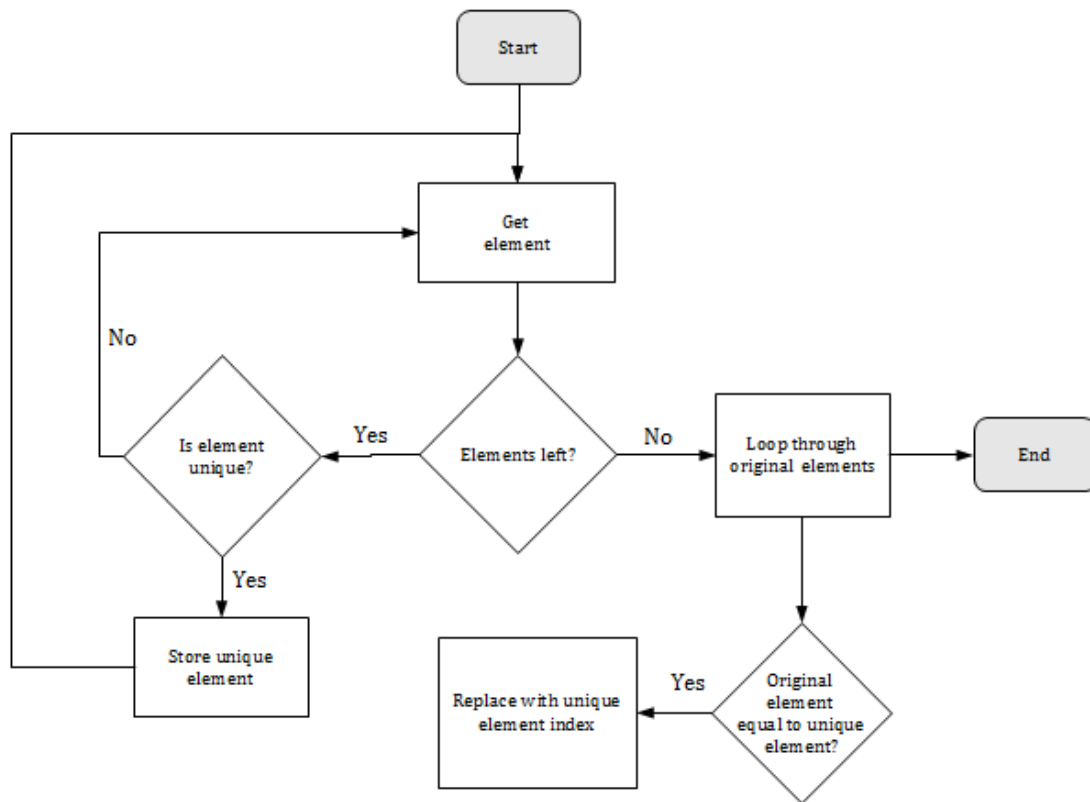 Start
Get
element
No
Is element
unique?
Yes
Elements left?
No
Loop through
original elements
End
Yes
Store unique
element
Replace with unique
element index
Yes
Original
element
equal to unique
element?